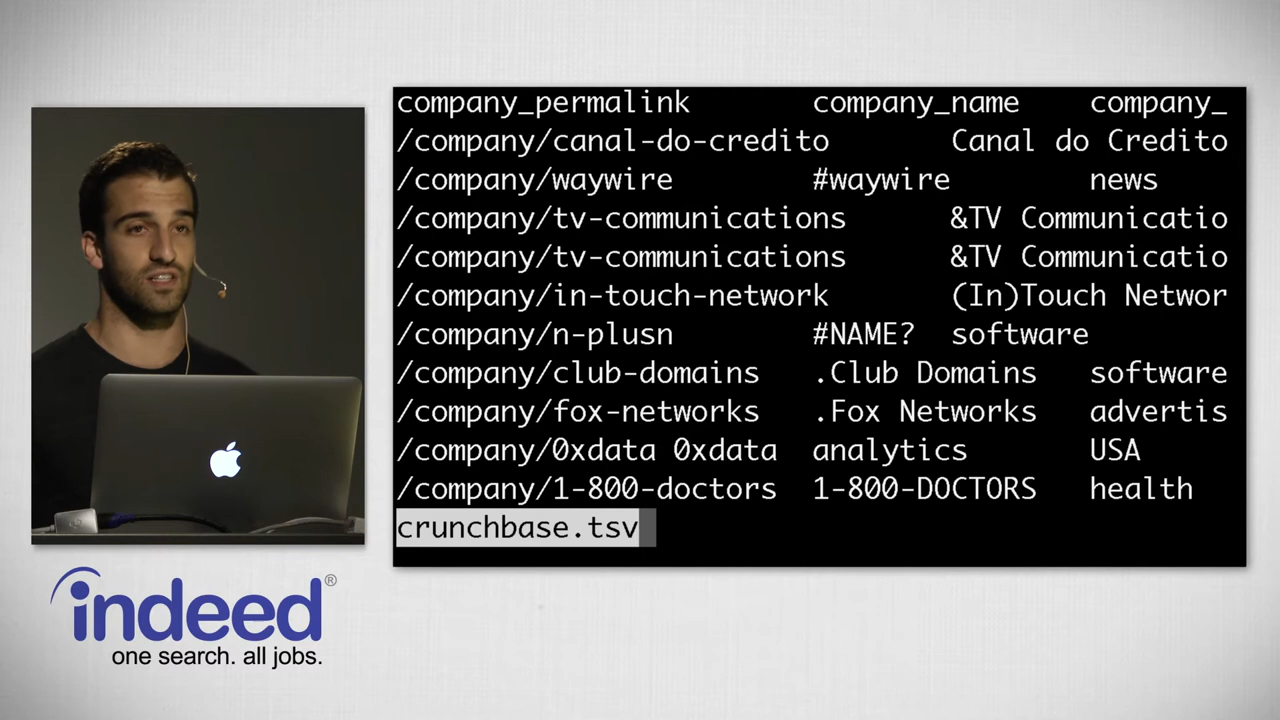 company_permalink company_name company_
/company/canal-do-credito Canal do Credito
/company/waywire #waywire news
/company/tv-communications &TV Communicatio
/company/tv-communications &TV Communicatio
/company/in-touch-network (In)Touch Networ
/company/n-plusn #NAME? software
/company/club-domains .Club Domains software
/company/fox-networks .Fox Networks advertis
/company/0xdata 0xdata analytics USA
/company/1-800-doctors 1-800-DOCTORS health
crunchbase.tsv
indeed®
one search. all jobs.